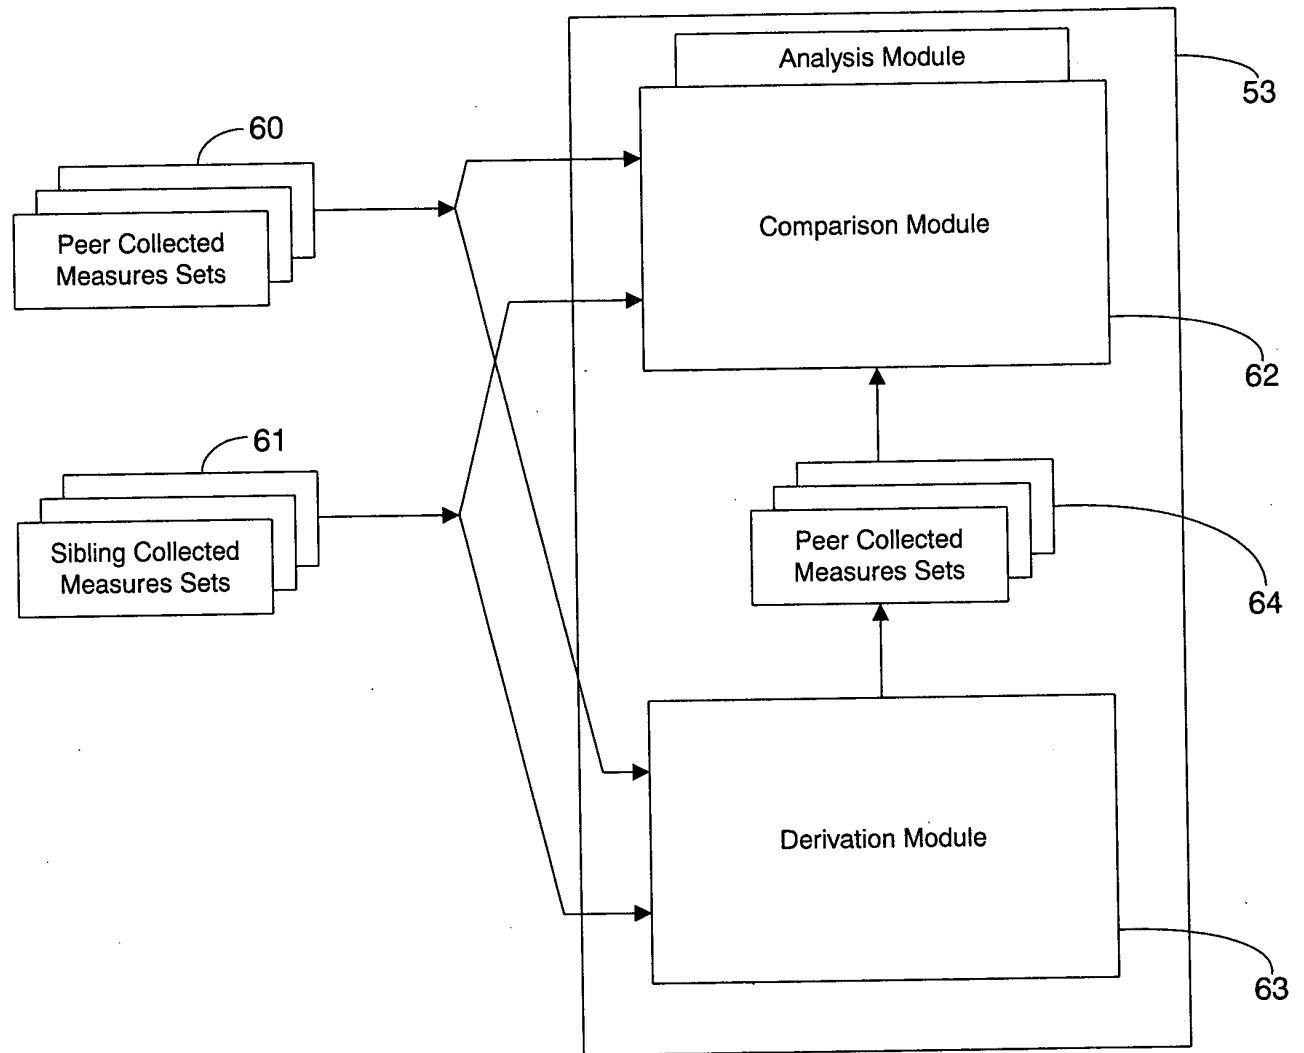 Analysis Module
53
60
Peer Collected
Measures Sets
Comparison Module
62
61
Sibling Collected
Measures Sets
Peer Collected
Measures Sets
64
Derivation Module
63